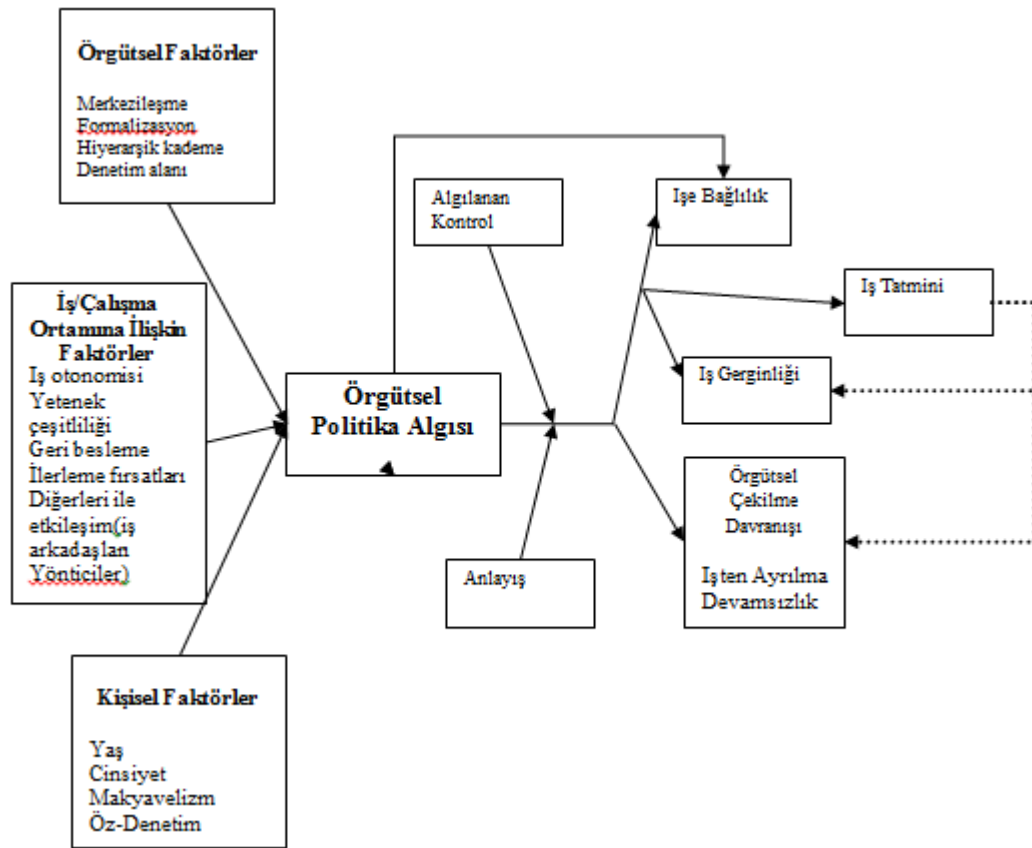 Örgütsel Faktörler
Merkezileşme
Formalizasyon
Hiyerarşik kademe
Denetim alanı
İş/Çalışma
Ortamına İlişkin
Faktörler
Iş otonomisi
Yetenek
çeşitliliği
Geri besleme
İlerleme fırsatları
Diğerleri ile
etkileşim(iş
arkadaşları
Yönticiler)
Kişisel Faktörler
Yaş
Cinsiyet
Makyavelizm
Öz-Denetim
Örgütsel
Politika Algısı
Algılanan
Kontrol
Anlayış
Işe Bağlılık
Iş Tatmini
Iş Gerginliği
Örgütsel
Çekilme
Davranışı
Işten Ayrılma
Devamsızlık